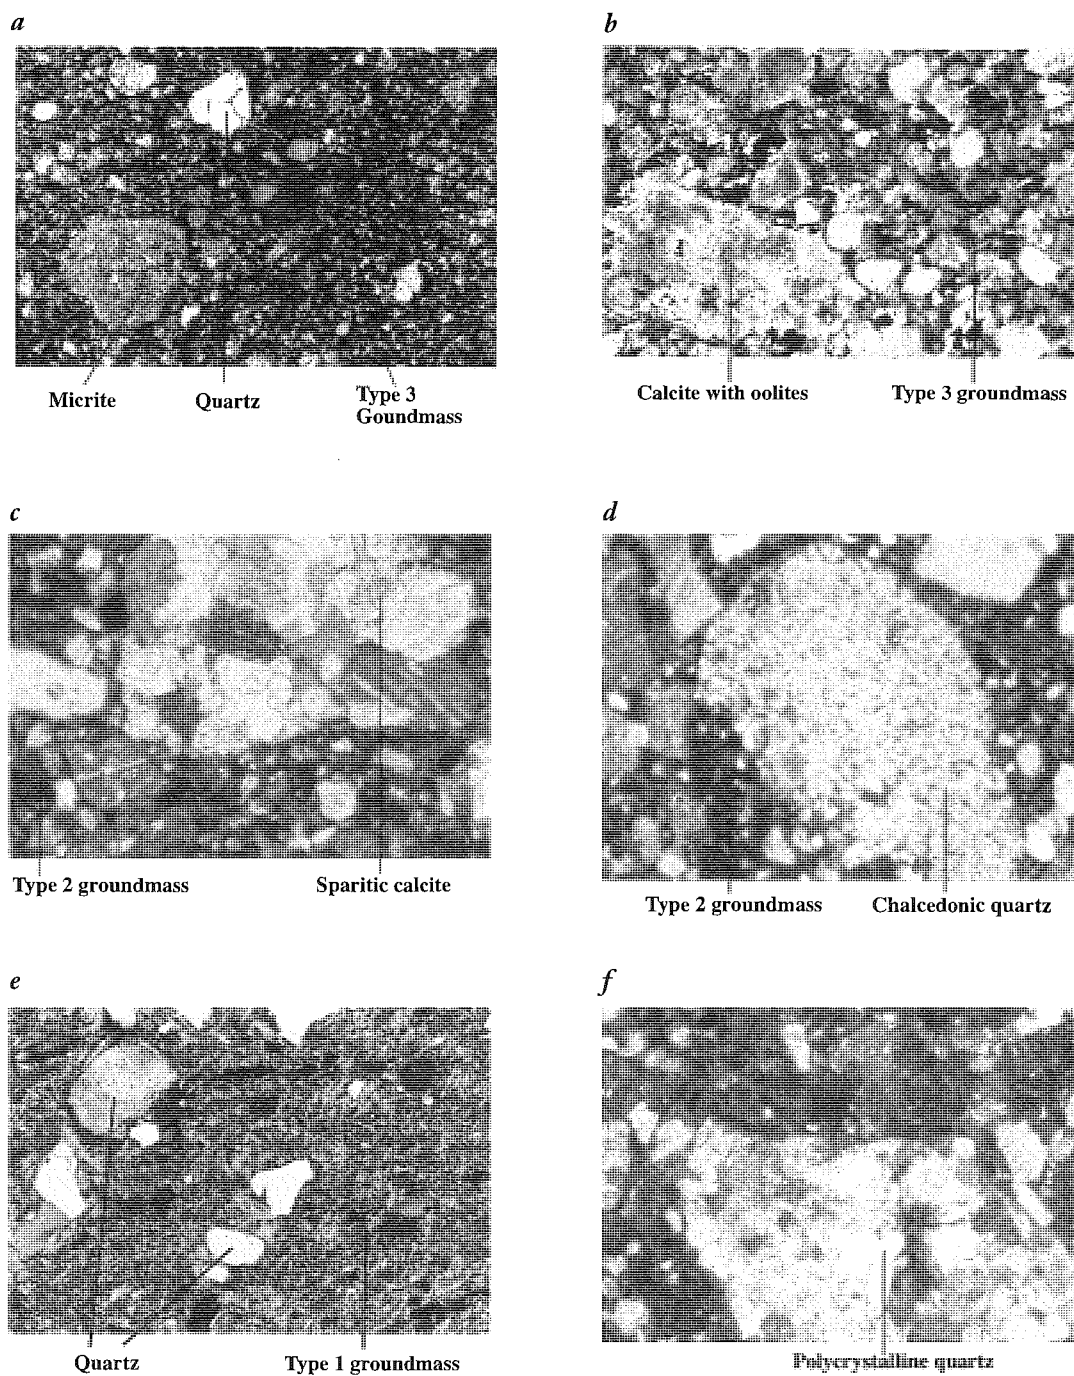 a
b
Micrite
Quartz
Type 3
Goundmass
Calcite with oolites
Type 3 groundmass
c
d
Type 2 groundmass
Sparitic calcite
Type 2 groundmass
Chalcedonic quartz
e
f
Quartz
Type 1 groundmass
Polycrystalline quartz